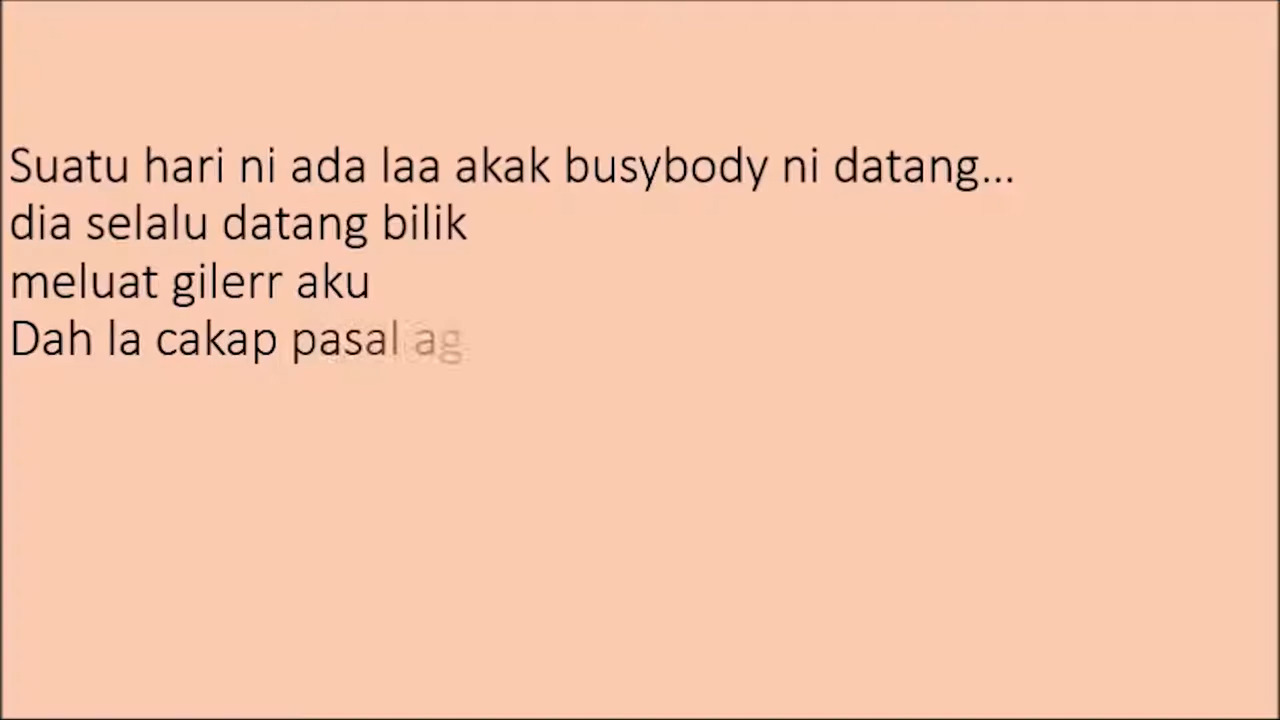 Suatu hari ni ada laa akak busybody ni datang...
dia selalu datang bilik
meluat gilerr aku
Dah la cakap pasal ag